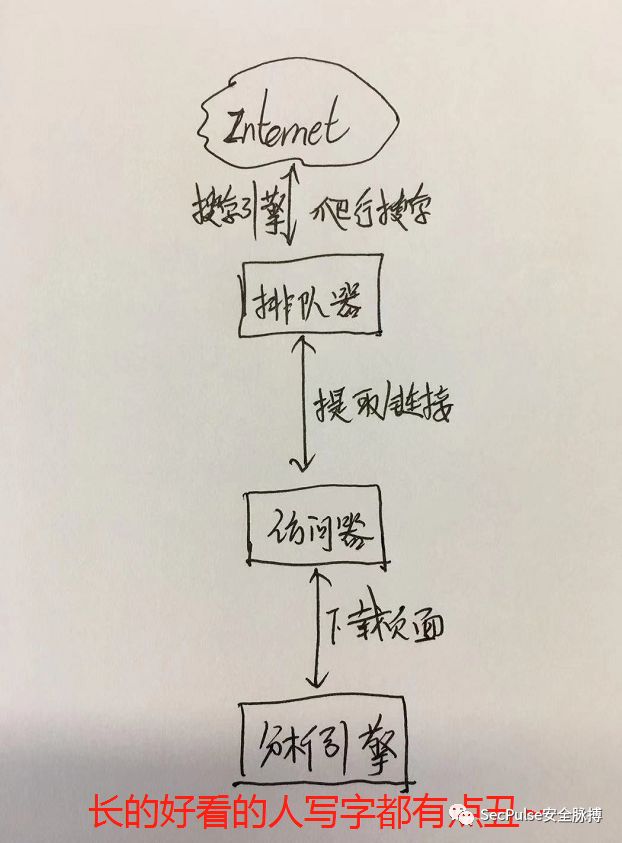 Internet
搜索引擎 爬行搜索
排队器
提取链接
访问器
下载页面
分析引擎
长的好看的人写字都有点丑~
SecPulse安全脉搏